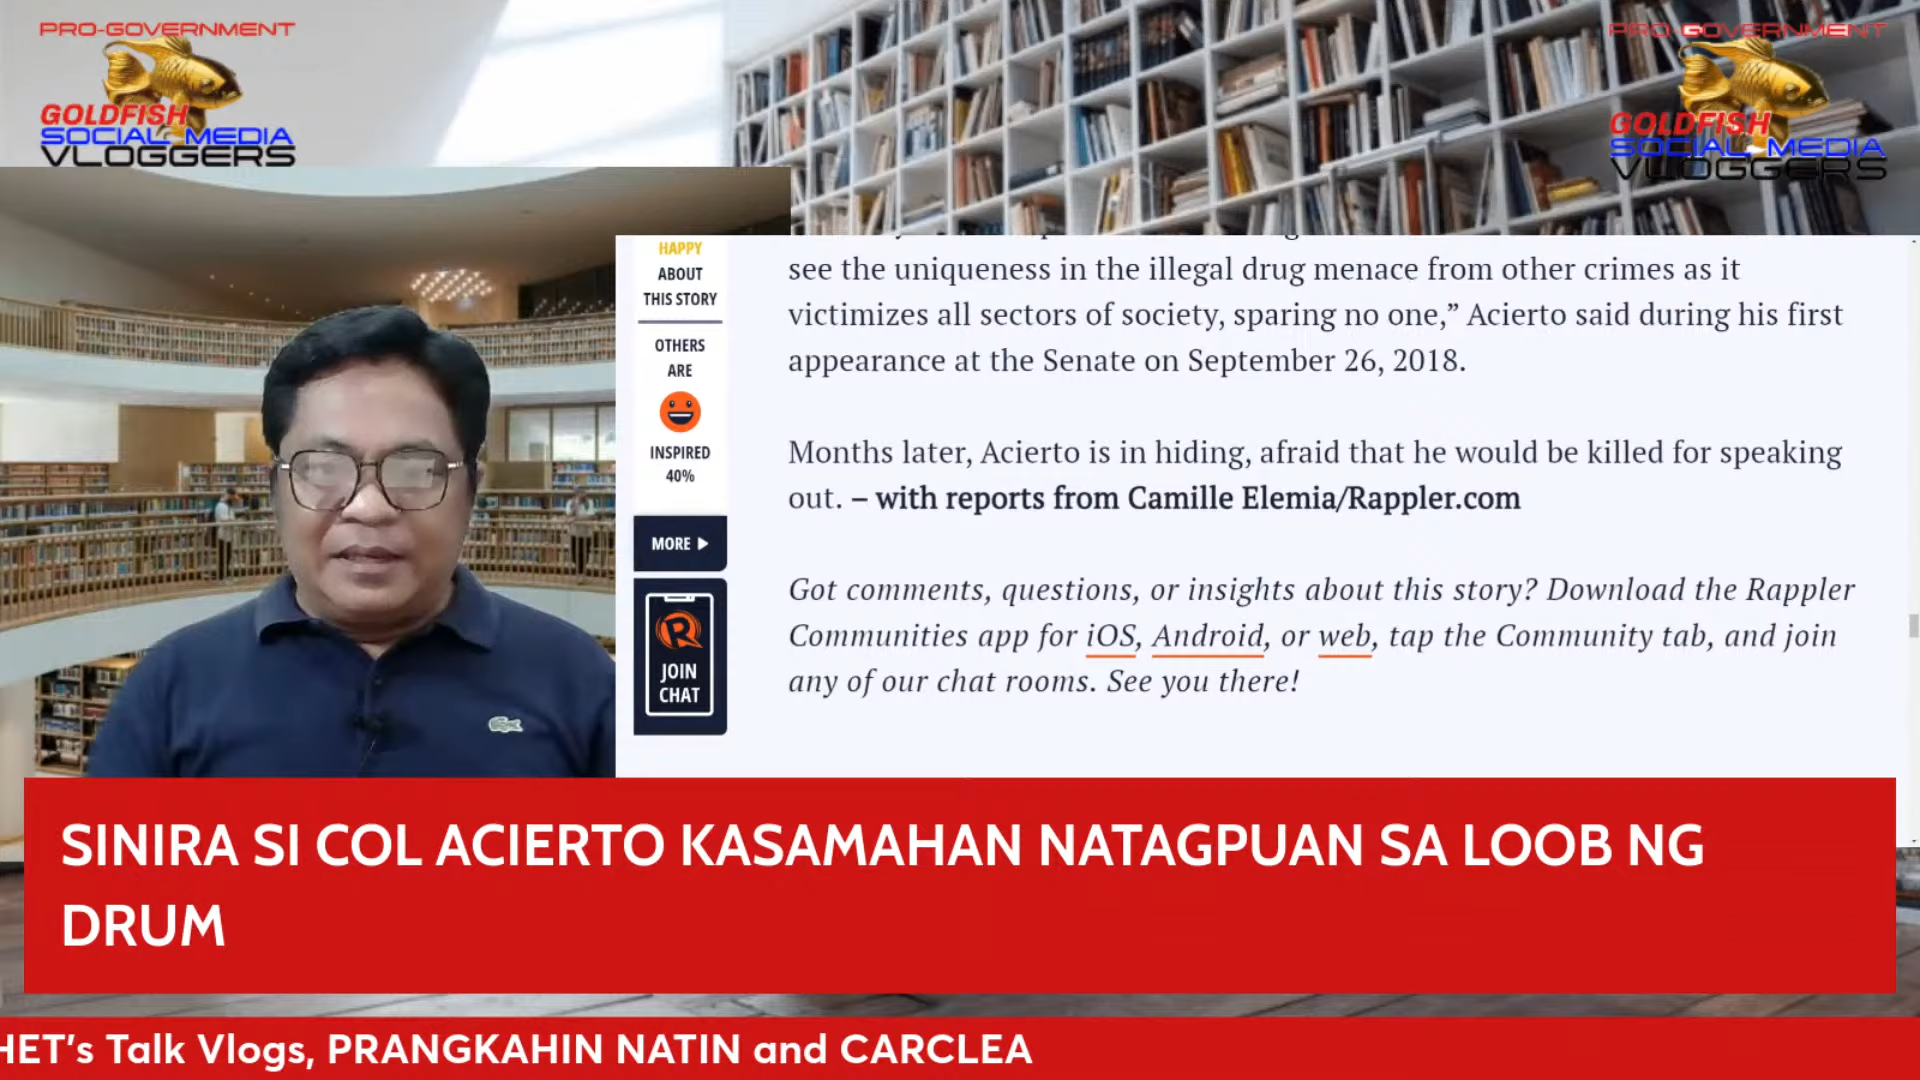 PRO-GOVERNMENT
GOLDFISH
SOCIAL MEDIA
VLOGGERS
PRO-GOVERNMENT
GOLDFISH
SOCIAL MEDIA
VLOGGERS
HAPPY
ABOUT
THIS STORY
OTHERS
ARE
INSPIRED
40%
MORE
JOIN
CHAT
see the uniqueness in the illegal drug menace from other crimes as it
victimizes all sectors of society, sparing no one,” Acierto said during his first
appearance at the Senate on September 26, 2018.
Months later, Acierto is in hiding, afraid that he would be killed for speaking
out. – with reports from Camille Elemia/Rappler.com
Got comments, questions, or insights about this story? Download the Rappler
Communities app for iOS, Android, or web, tap the Community tab, and join
any of our chat rooms. See you there!
SINIRA SI COL ACIERTO KASAMAHAN NATAGPUAN SA LOOB NG
DRUM
HET's Talk Vlogs, PRANGKAHIN NATIN and CARCLEA